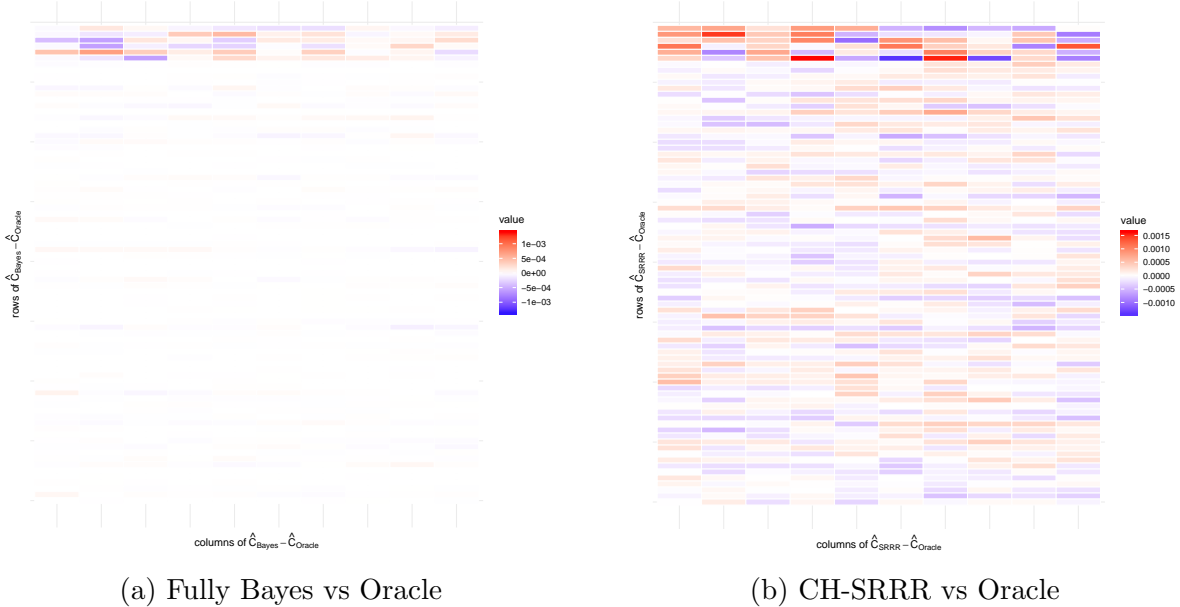 rows of Ĉ_Bayes − Ĉ_Oracle
value
1e−03
5e−04
0e+00
−5e−04
−1e−03
columns of Ĉ_Bayes − Ĉ_Oracle
(a) Fully Bayes vs Oracle
rows of Ĉ_SRRR − Ĉ_Oracle
value
0.0015
0.0010
0.0005
0.0000
−0.0005
−0.0010
columns of Ĉ_SRRR − Ĉ_Oracle
(b) CH-SRRR vs Oracle